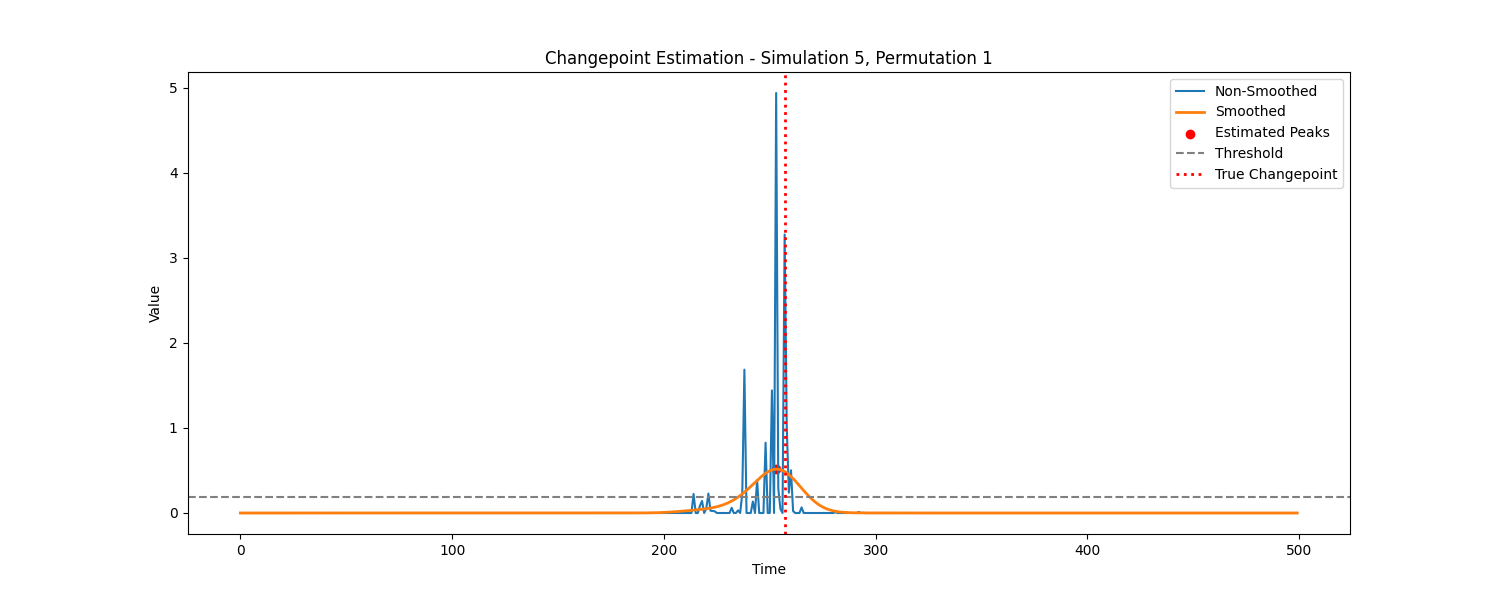 Changepoint Estimation - Simulation 5, Permutation 1
Non-Smoothed
Smoothed
Estimated Peaks
Threshold
True Changepoint
5
4
3
2
1
0
Value
0 100 200 300 400 500
Time